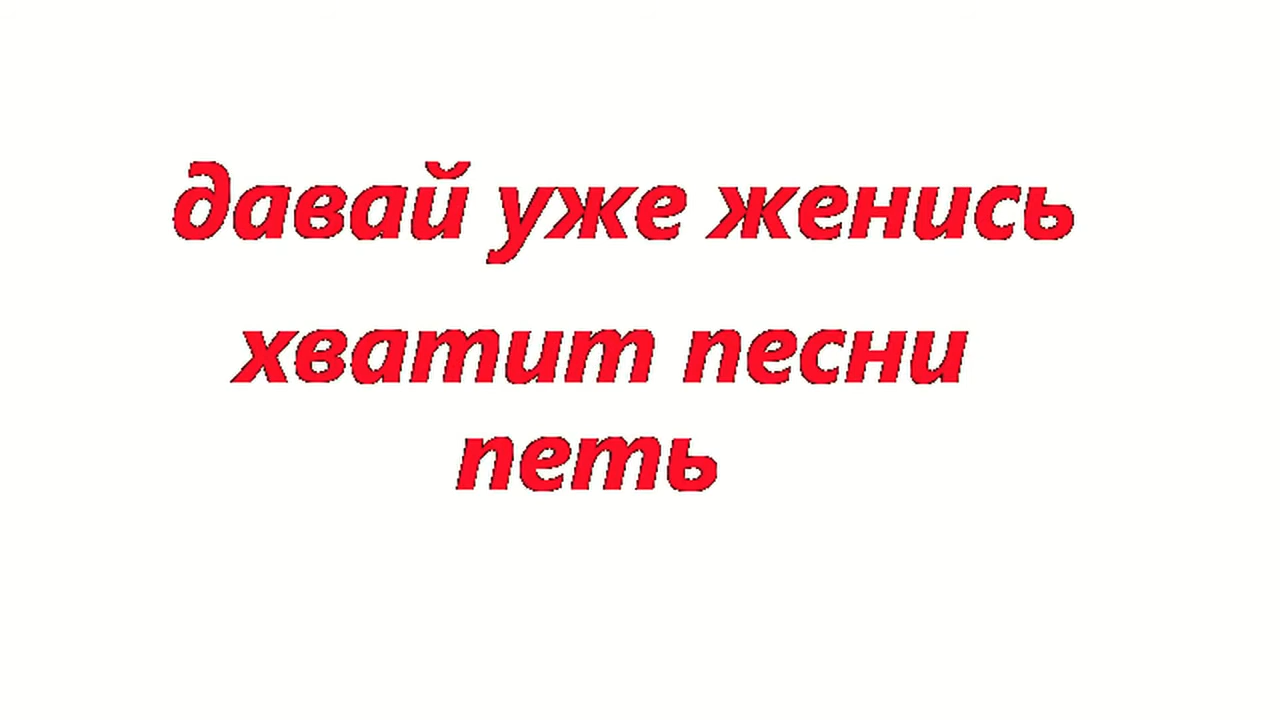 давай уже женись
хватит песни
петь